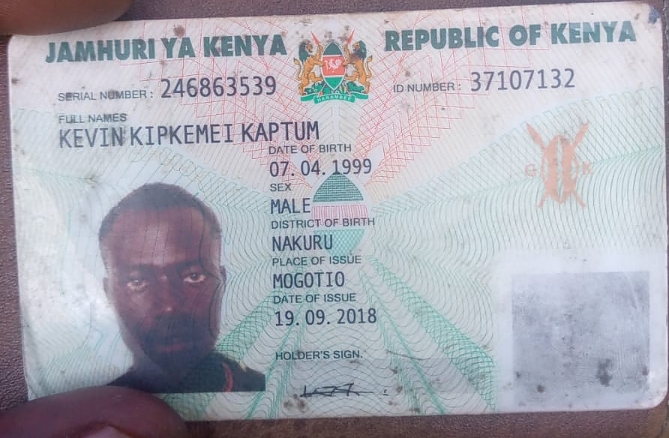 JAMHURI YA KENYA REPUBLIC OF KENYA
SERIAL NUMBER: 246863539 ID NUMBER: 37107132
HARAMBEE
FULL NAMES
KEVIN KIPKEMEI KAPTUM
DATE OF BIRTH
07.04.1999
SEX
MALE
DISTRICT OF BIRTH
NAKURU
PLACE OF ISSUE
MOGOTIO
DATE OF ISSUE
19.09.2018
HOLDER'S SIGN.